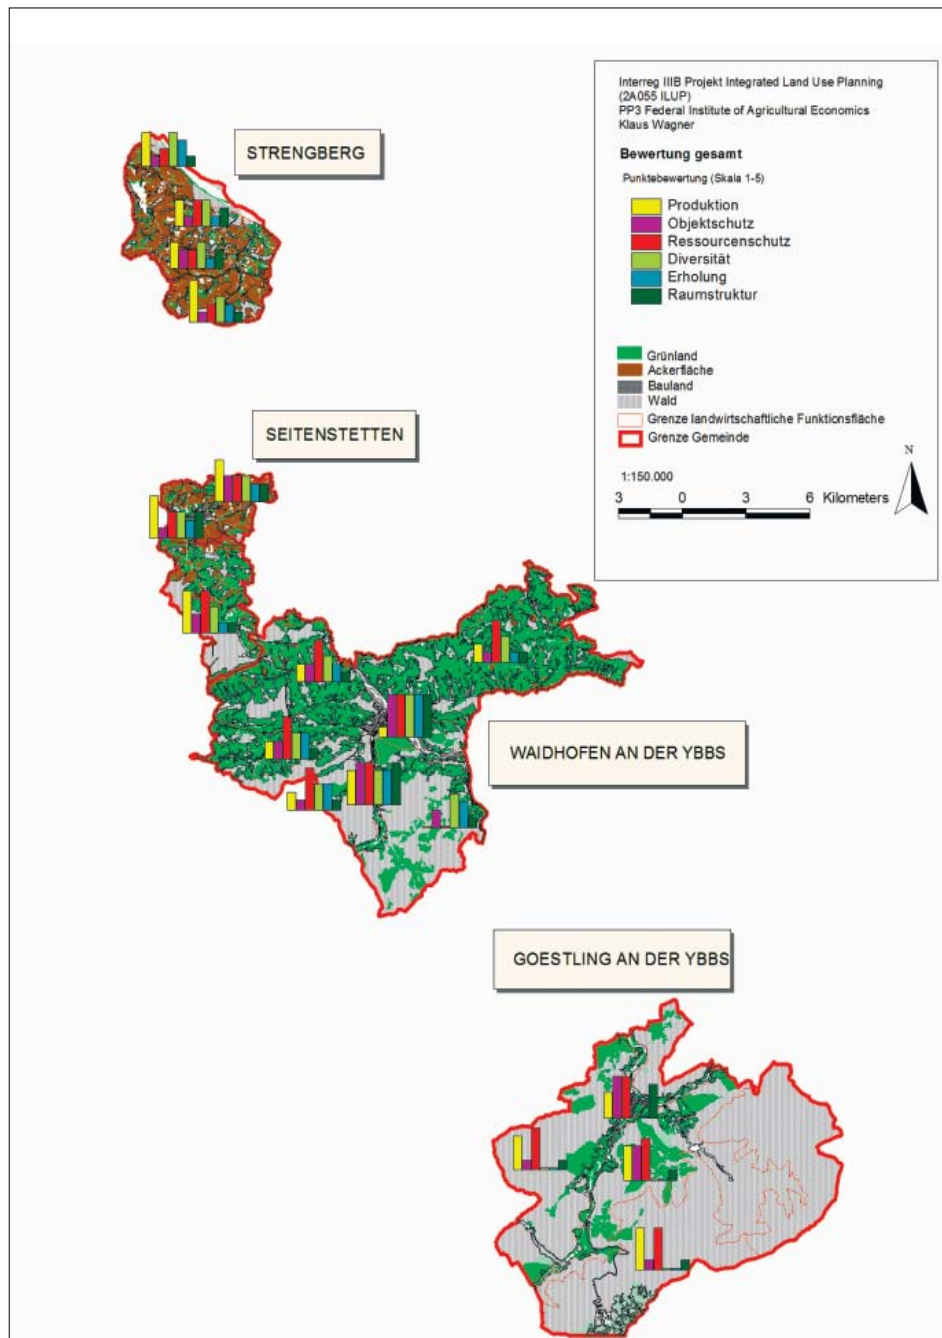 STRENGBERG
Interreg IIIB Projekt Integrated Land Use Planning
(2A055 ILUP)
PP3 Federal Institute of Agricultural Economics
Klaus Wagner
Bewertung gesamt
Punktebewertung (Skala 1-5)
Produktion
Objektschutz
Ressourcenschutz
Diversität
Erholung
Raumstruktur
Grünland
Ackerfläche
Bauland
Wald
Grenze landwirtschaftliche Funktionsfläche
Grenze Gemeinde
N
1:150.000
3 0 3 6 Kilometers
SEITENSTETTEN
WAIDHOFEN AN DER YBBS
GOESTLING AN DER YBBS